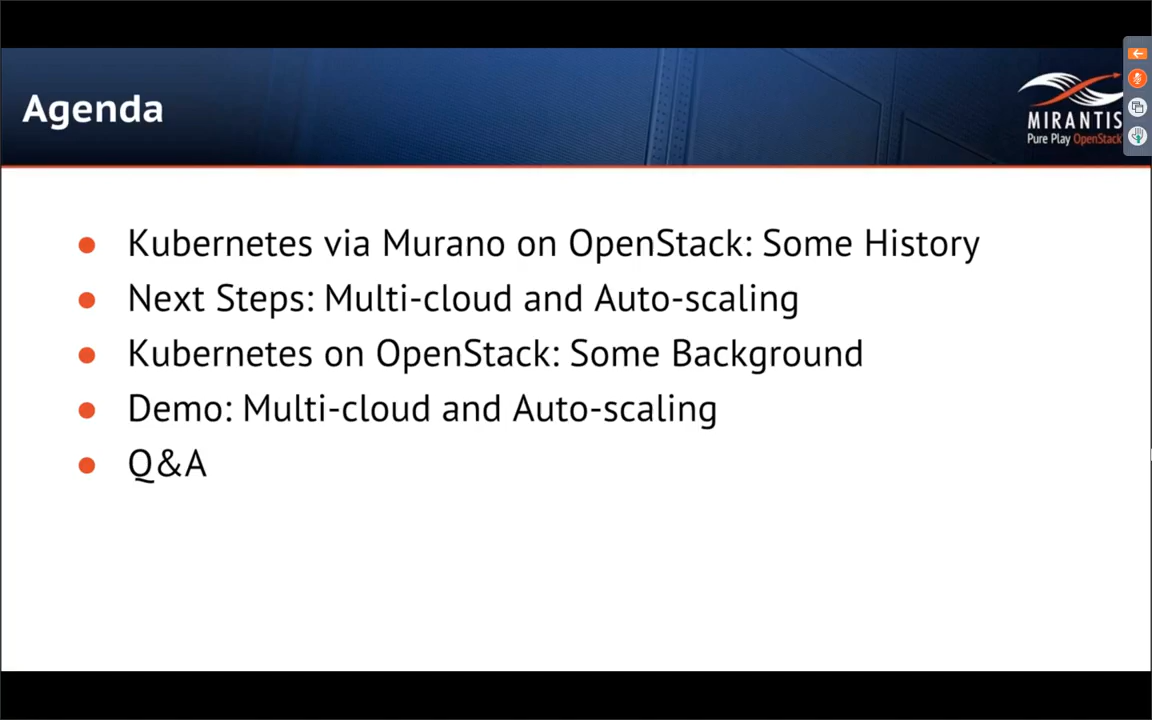 Agenda
MIRANTIS
Pure Play OpenStack
Kubernetes via Murano on OpenStack: Some History
Next Steps: Multi-cloud and Auto-scaling
Kubernetes on OpenStack: Some Background
Demo: Multi-cloud and Auto-scaling
Q&A